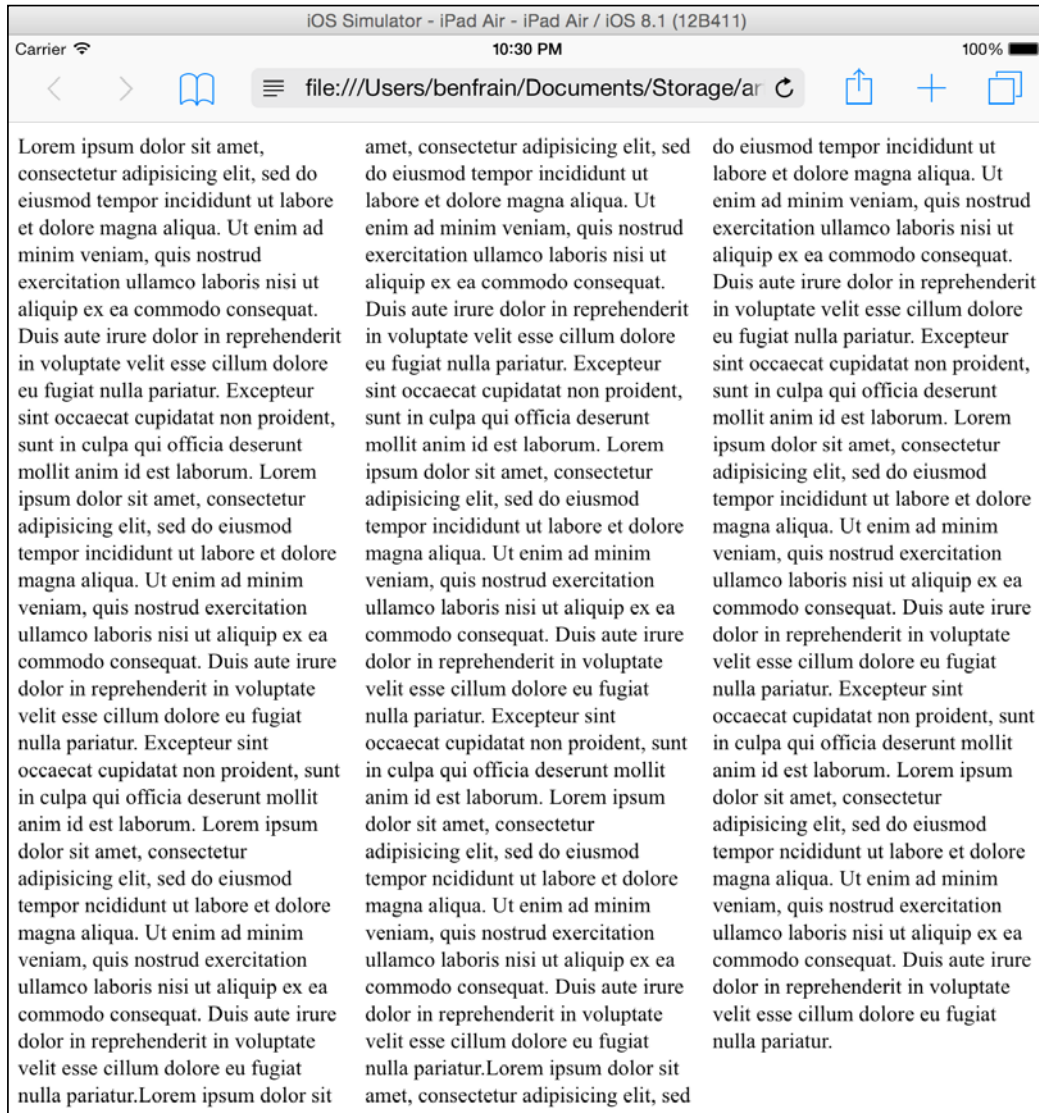 iOS Simulator - iPad Air - iPad Air / iOS 8.1 (12B411)
Carrier
10:30 PM
100%
file:///Users/benfrain/Documents/Storage/ar
Lorem ipsum dolor sit amet,
consectetur adipisicing elit, sed do
eiusmod tempor incididunt ut labore
et dolore magna aliqua. Ut enim ad
minim veniam, quis nostrud
exercitation ullamco laboris nisi ut
aliquip ex ea commodo consequat.
Duis aute irure dolor in reprehenderit
in voluptate velit esse cillum dolore
eu fugiat nulla pariatur. Excepteur
sint occaecat cupidatat non proident,
sunt in culpa qui officia deserunt
mollit anim id est laborum. Lorem
ipsum dolor sit amet, consectetur
adipisicing elit, sed do eiusmod
tempor incididunt ut labore et dolore
magna aliqua. Ut enim ad minim
veniam, quis nostrud exercitation
ullamco laboris nisi ut aliquip ex ea
commodo consequat. Duis aute irure
dolor in reprehenderit in voluptate
velit esse cillum dolore eu fugiat
nulla pariatur. Excepteur sint
occaecat cupidatat non proident, sunt
in culpa qui officia deserunt mollit
anim id est laborum. Lorem ipsum
dolor sit amet, consectetur
adipisicing elit, sed do eiusmod
tempor ncididunt ut labore et dolore
magna aliqua. Ut enim ad minim
veniam, quis nostrud exercitation
ullamco laboris nisi ut aliquip ex ea
commodo consequat. Duis aute irure
dolor in reprehenderit in voluptate
velit esse cillum dolore eu fugiat
nulla pariatur.Lorem ipsum dolor sit
amet, consectetur adipisicing elit, sed
do eiusmod tempor incididunt ut
labore et dolore magna aliqua. Ut
enim ad minim veniam, quis nostrud
exercitation ullamco laboris nisi ut
aliquip ex ea commodo consequat.
Duis aute irure dolor in reprehenderit
in voluptate velit esse cillum dolore
eu fugiat nulla pariatur. Excepteur
sint occaecat cupidatat non proident,
sunt in culpa qui officia deserunt
mollit anim id est laborum. Lorem
ipsum dolor sit amet, consectetur
adipisicing elit, sed do eiusmod
tempor incididunt ut labore et dolore
magna aliqua. Ut enim ad minim
veniam, quis nostrud exercitation
ullamco laboris nisi ut aliquip ex ea
commodo consequat. Duis aute irure
dolor in reprehenderit in voluptate
velit esse cillum dolore eu fugiat
nulla pariatur. Excepteur sint
occaecat cupidatat non proident, sunt
in culpa qui officia deserunt mollit
anim id est laborum. Lorem ipsum
dolor sit amet, consectetur
adipisicing elit, sed do eiusmod
tempor ncididunt ut labore et dolore
magna aliqua. Ut enim ad minim
veniam, quis nostrud exercitation
ullamco laboris nisi ut aliquip ex ea
commodo consequat. Duis aute irure
dolor in reprehenderit in voluptate
velit esse cillum dolore eu fugiat
nulla pariatur.Lorem ipsum dolor sit
amet, consectetur adipisicing elit, sed
do eiusmod tempor incididunt ut
labore et dolore magna aliqua. Ut
enim ad minim veniam, quis nostrud
exercitation ullamco laboris nisi ut
aliquip ex ea commodo consequat.
Duis aute irure dolor in reprehenderit
in voluptate velit esse cillum dolore
eu fugiat nulla pariatur. Excepteur
sint occaecat cupidatat non proident,
sunt in culpa qui officia deserunt
mollit anim id est laborum. Lorem
ipsum dolor sit amet, consectetur
adipisicing elit, sed do eiusmod
tempor incididunt ut labore et dolore
magna aliqua. Ut enim ad minim
veniam, quis nostrud exercitation
ullamco laboris nisi ut aliquip ex ea
commodo consequat. Duis aute irure
dolor in reprehenderit in voluptate
velit esse cillum dolore eu fugiat
nulla pariatur. Excepteur sint
occaecat cupidatat non proident, sunt
in culpa qui officia deserunt mollit
anim id est laborum. Lorem ipsum
dolor sit amet, consectetur
adipisicing elit, sed do eiusmod
tempor ncididunt ut labore et dolore
magna aliqua. Ut enim ad minim
veniam, quis nostrud exercitation
ullamco laboris nisi ut aliquip ex ea
commodo consequat. Duis aute irure
dolor in reprehenderit in voluptate
velit esse cillum dolore eu fugiat
nulla pariatur.